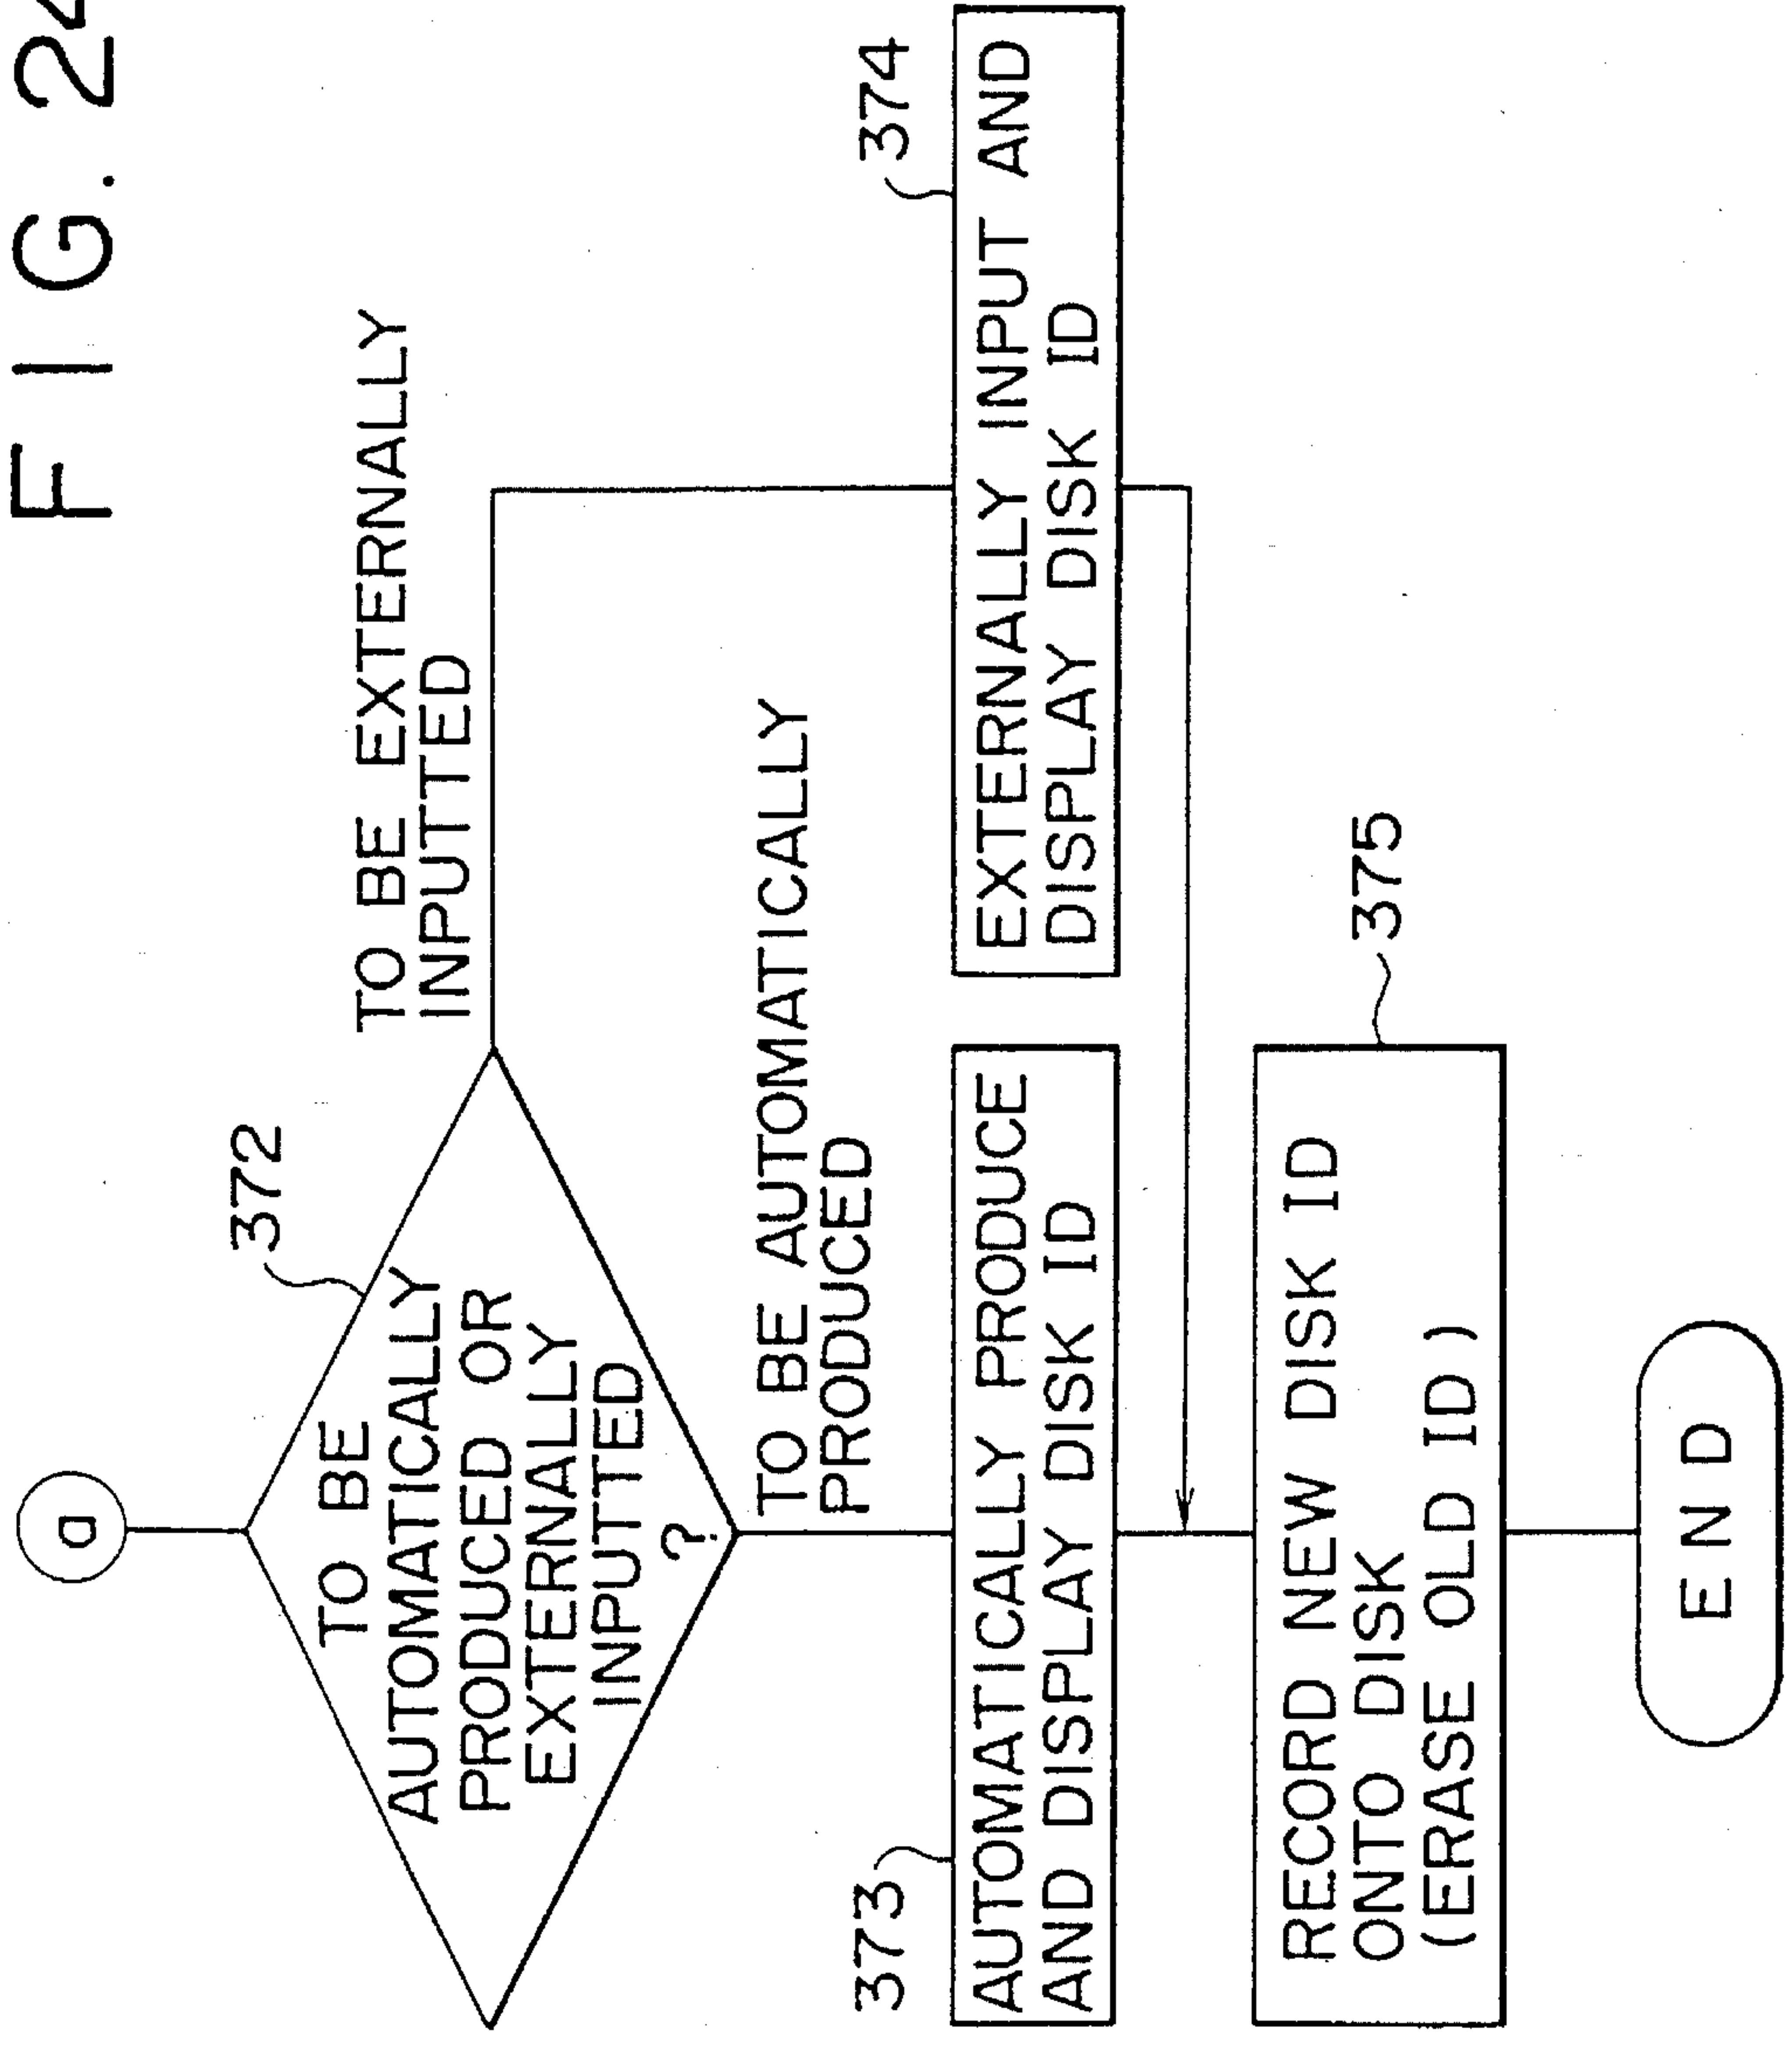 FIG. 24
a
372
TO BE
AUTOMATICALLY
PRODUCED OR
EXTERNALLY
INPUTTED
?
TO BE EXTERNALLY
INPUTTED
TO BE AUTOMATICALLY
PRODUCED
373
AUTOMATICALLY PRODUCE
AND DISPLAY DISK ID
374
EXTERNALLY INPUT AND
DISPLAY DISK ID
375
RECORD NEW DISK ID
ONTO DISK
(ERASE OLD ID)
END